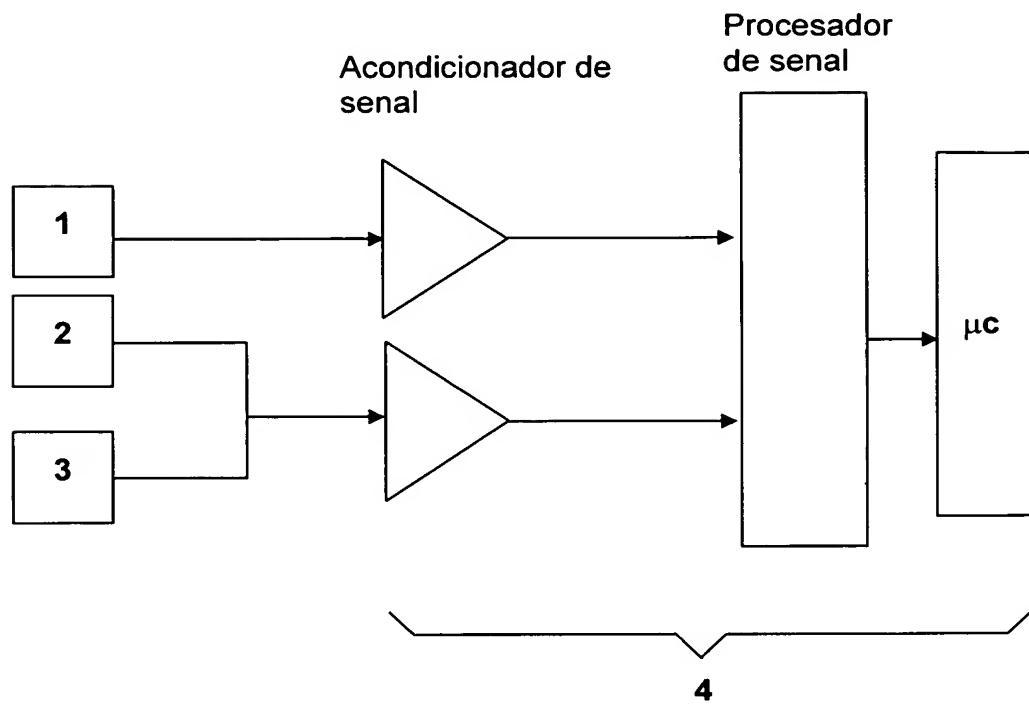 Procesador
de senal
Acondicionador de
senal
1
2
3
μc
4